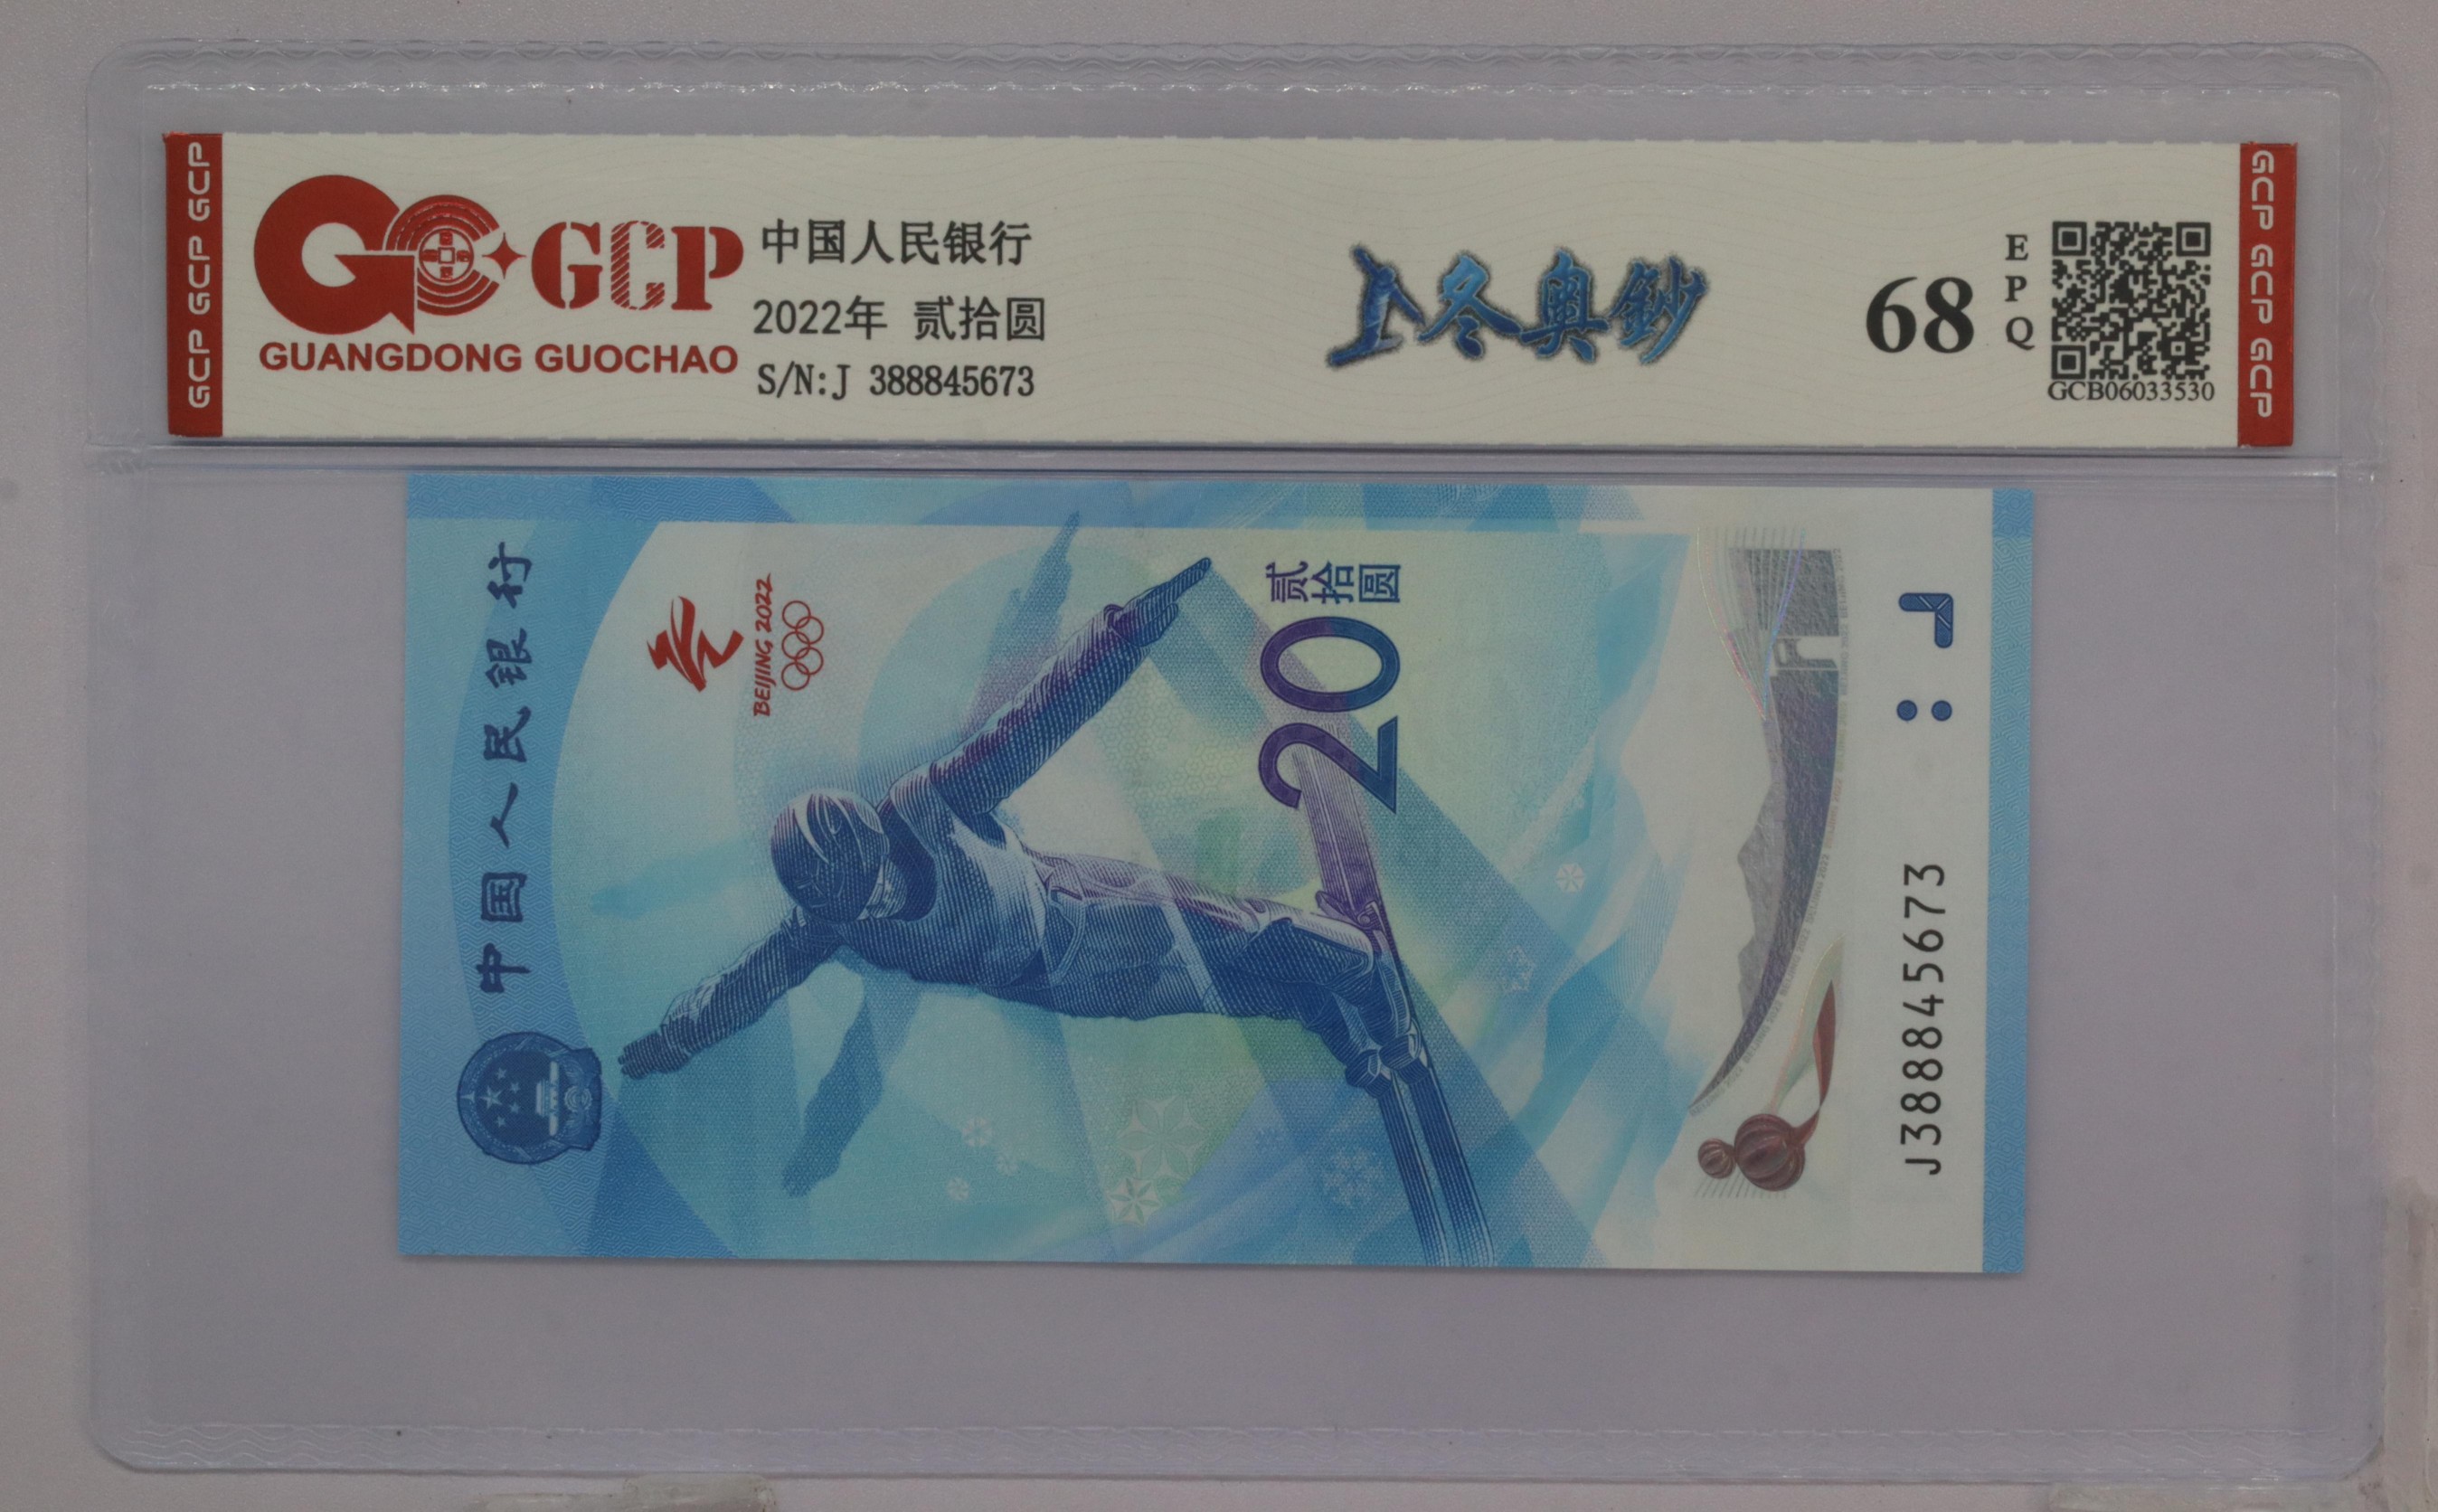 GCP GCP GCP
GCP
GUANGDONG GUOCHAO
中国人民银行
2022年 贰拾圆
S/N:J 388845673
上冬奥鈔
68
EPQ
GCB06033530
GCP GCP GCP
中国人民银行
BEIJING 2022
贰拾圆
20
J388845673